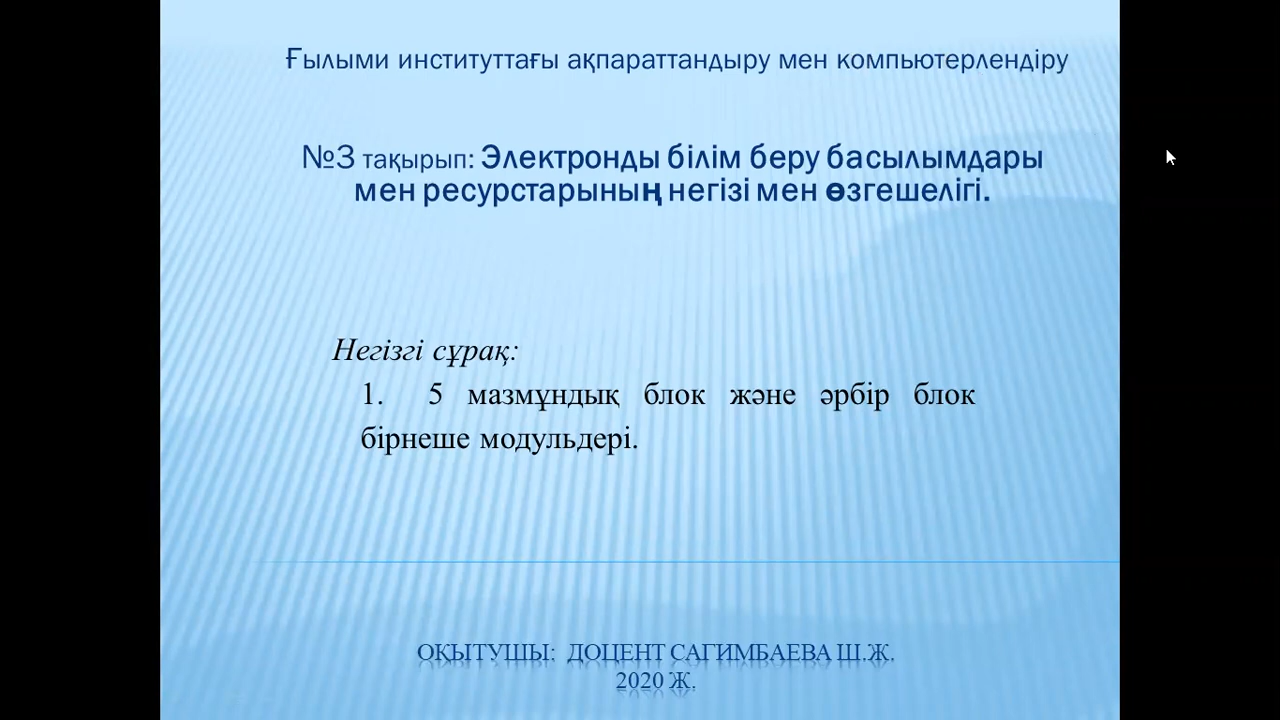 Ғылыми институттағы ақпараттандыру мен компьютерлендіру
№3 тақырып: Электронды білім беру басылымдары
мен ресурстарының негізі мен өзгешелігі.
Негізгі сұрақ:
1. 5 мазмұндық блок және әрбір блок
бірнеше модульдері.
ОҚЫТУШЫ: ДОЦЕНТ САГИМБАЕВА Ш.Ж.
2020 Ж.